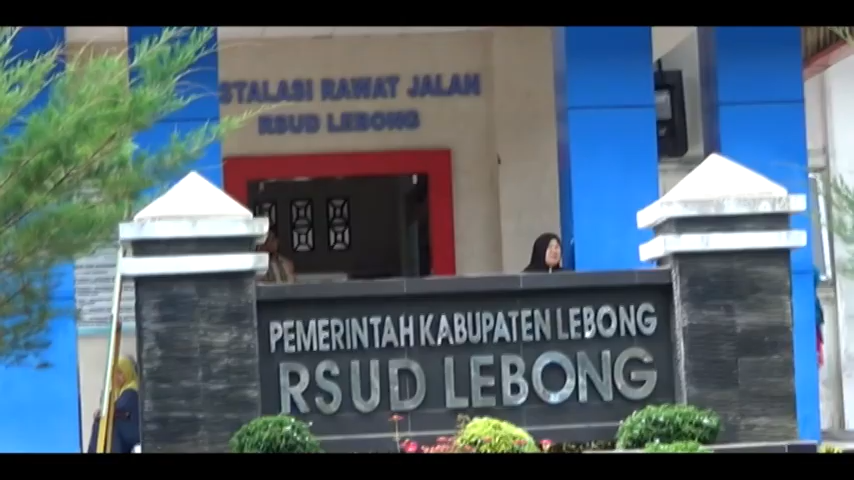 STALASI RAWAT JALAN
RSUD LEBONG
PEMERINTAH KABUPATEN LEBONG
RSUD LEBONG